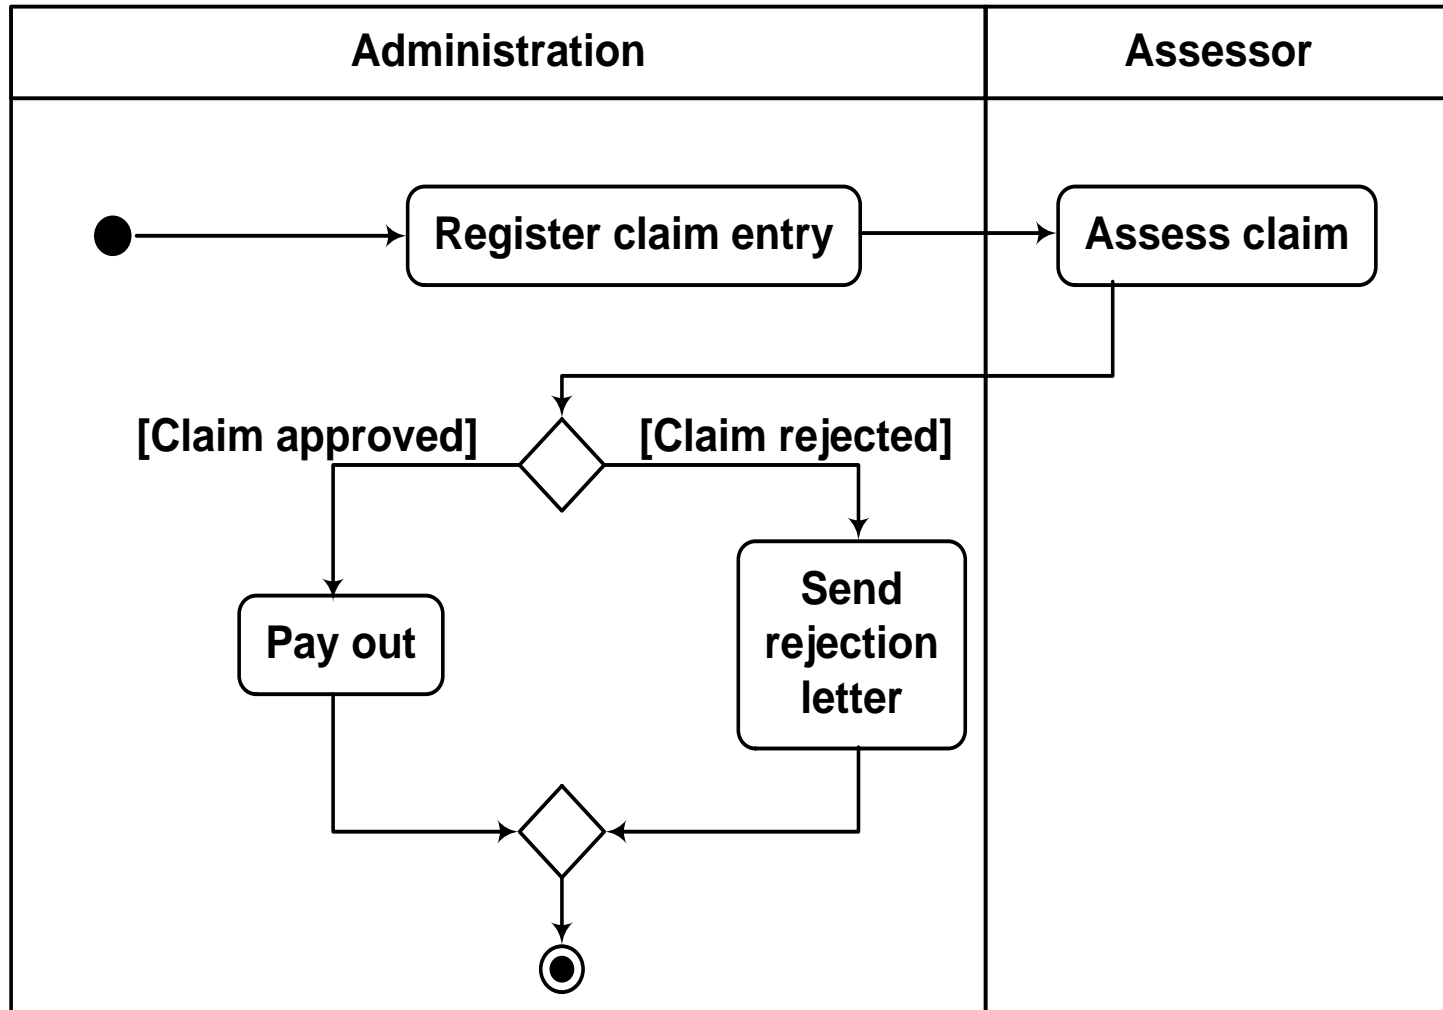 Administration
Assessor
Register claim entry
Assess claim
[Claim approved]
[Claim rejected]
Pay out
Send
rejection
letter